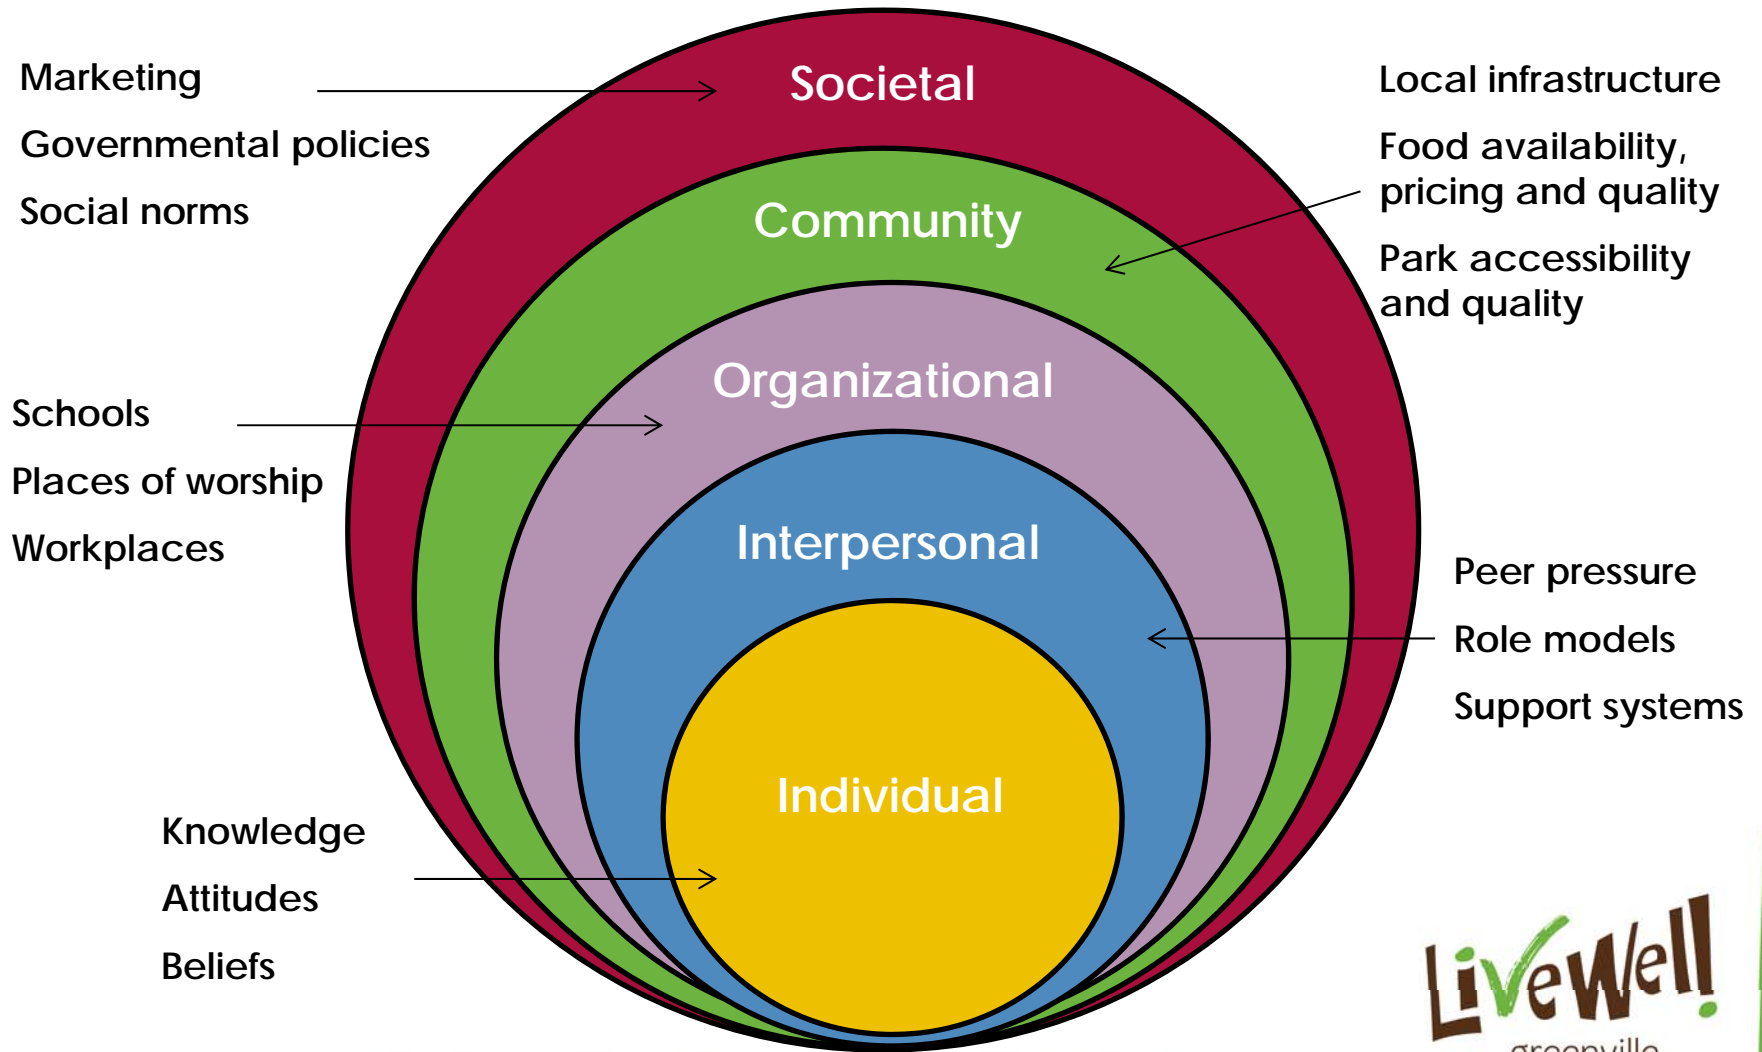 Societal
Community
Organizational
Interpersonal
Individual
Marketing
Governmental policies
Social norms
Local infrastructure
Food availability,
pricing and quality
Park accessibility
and quality
Schools
Places of worship
Workplaces
Peer pressure
Role models
Support systems
Knowledge
Attitudes
Beliefs
LiveWell!
greenville